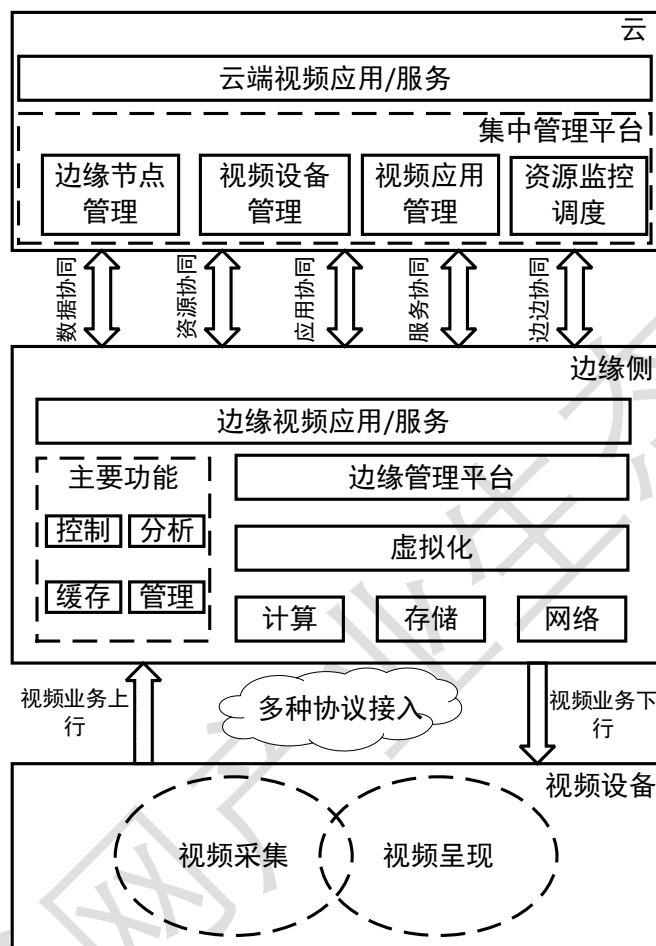 云
云端视频应用/服务
集中管理平台
边缘节点
管理
视频设备
管理
视频应用
管理
资源监控
调度
数据协同
资源协同
应用协同
服务协同
边边协同
边缘侧
边缘视频应用/服务
主要功能
控制
分析
缓存
管理
边缘管理平台
虚拟化
计算
存储
网络
视频业务上
行
多种协议接入
视频业务下
行
视频设备
视频采集
视频呈现
网产业生态